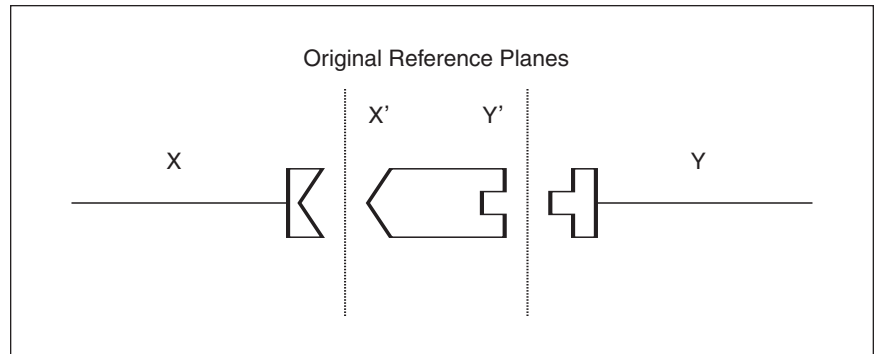 Original Reference Planes
X’ Y’
X Y